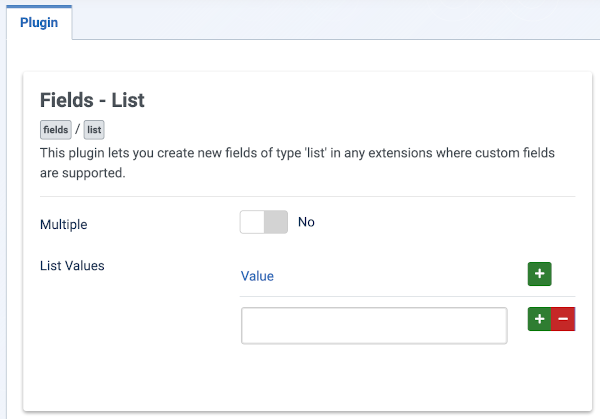 Plugin
Fields - List
fields / list
This plugin lets you create new fields of type 'list' in any extensions where custom fields
are supported.
Multiple
No
List Values
Value